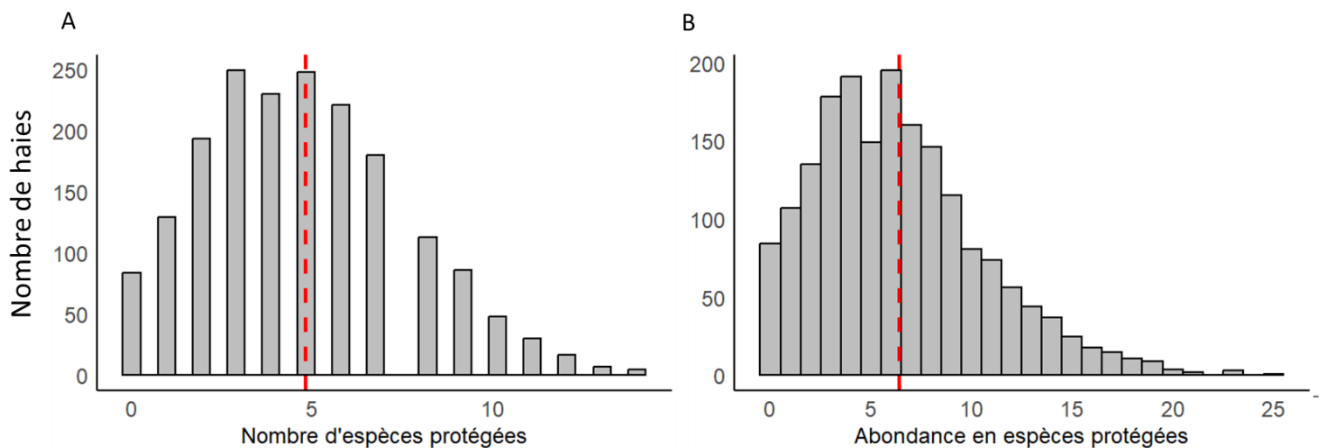 A
B
Nombre de haies
250
200
150
100
50
0
0 5 10
Nombre d'espèces protégées
200
150
100
50
0
0 5 10 15 20 25
Abondance en espèces protégées
-